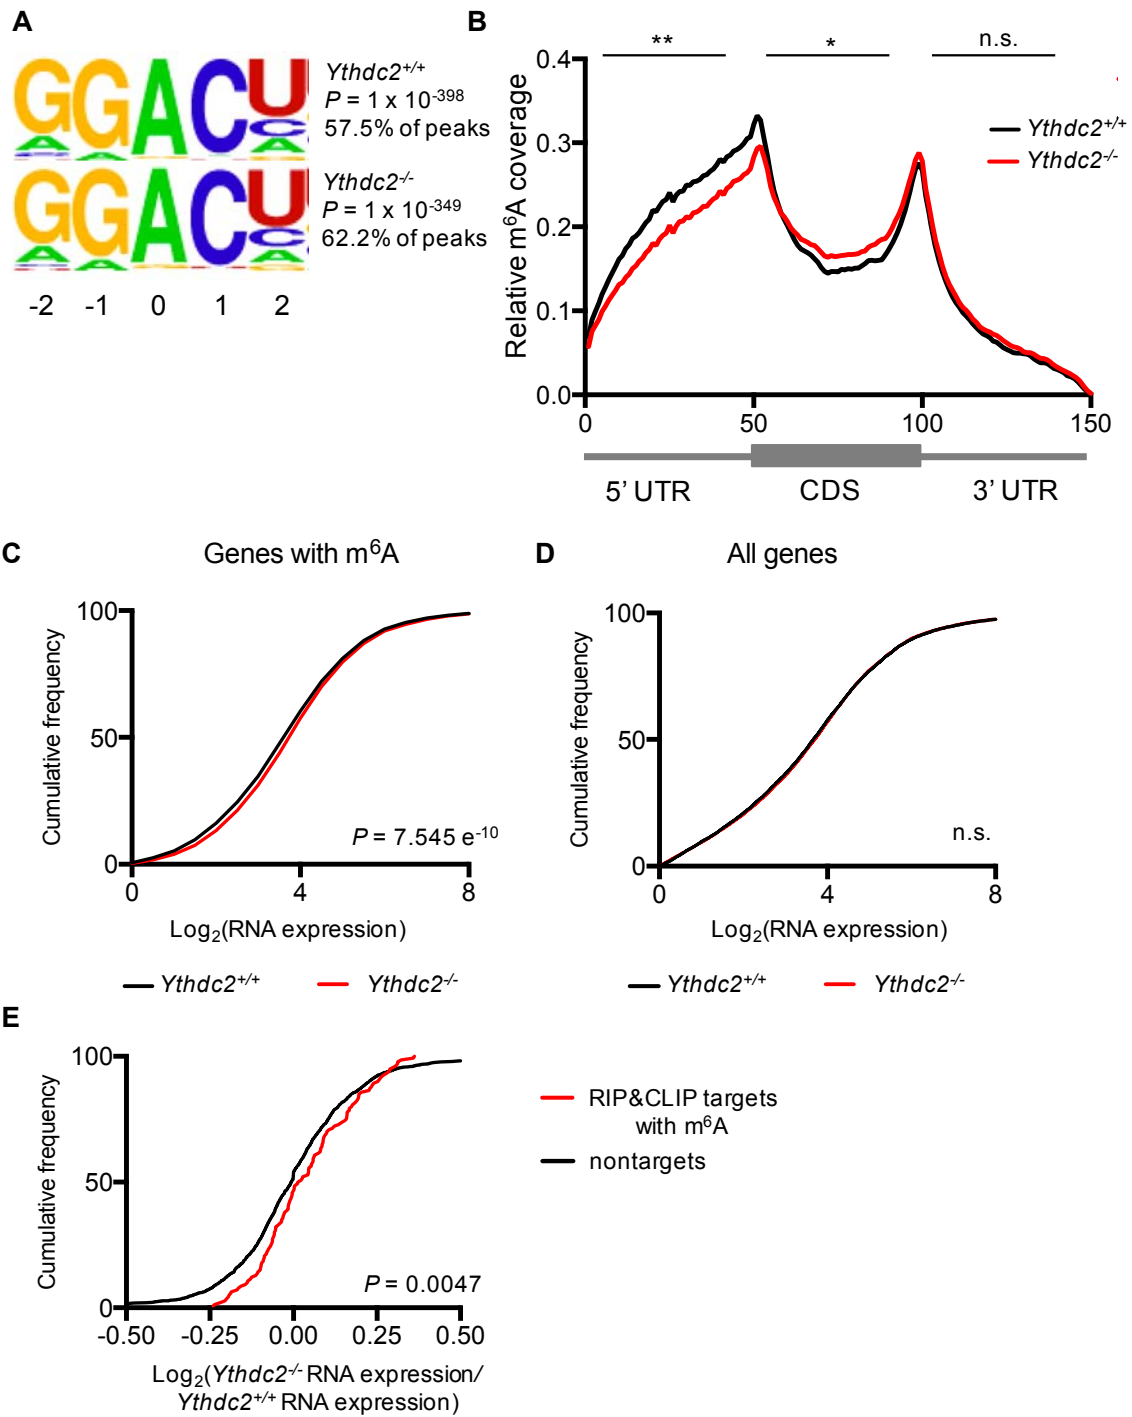 A
GGACU
Ythdc2+/+
P = 1 x 10-398
57.5% of peaks
GGACU
Ythdc2-/-
P = 1 x 10-349
62.2% of peaks
-2 -1 0 1 2
B
** * n.s.
Relative m6A coverage
0.4
0.3
0.2
0.1
0.0
0 50 100 150
Ythdc2+/+
Ythdc2-/-
5' UTR CDS 3' UTR
C
Genes with m6A
Cumulative frequency
100
50
0
P = 7.545 e-10
0 4 8
Log2(RNA expression)
Ythdc2+/+ Ythdc2-/-
D
All genes
Cumulative frequency
100
50
0
n.s.
0 4 8
Log2(RNA expression)
Ythdc2+/+ Ythdc2-/-
E
Cumulative frequency
100
50
0
P = 0.0047
-0.50 -0.25 0.00 0.25 0.50
Log2(Ythdc2-/- RNA expression/
Ythdc2+/+ RNA expression)
RIP&CLIP targets
with m6A
nontargets